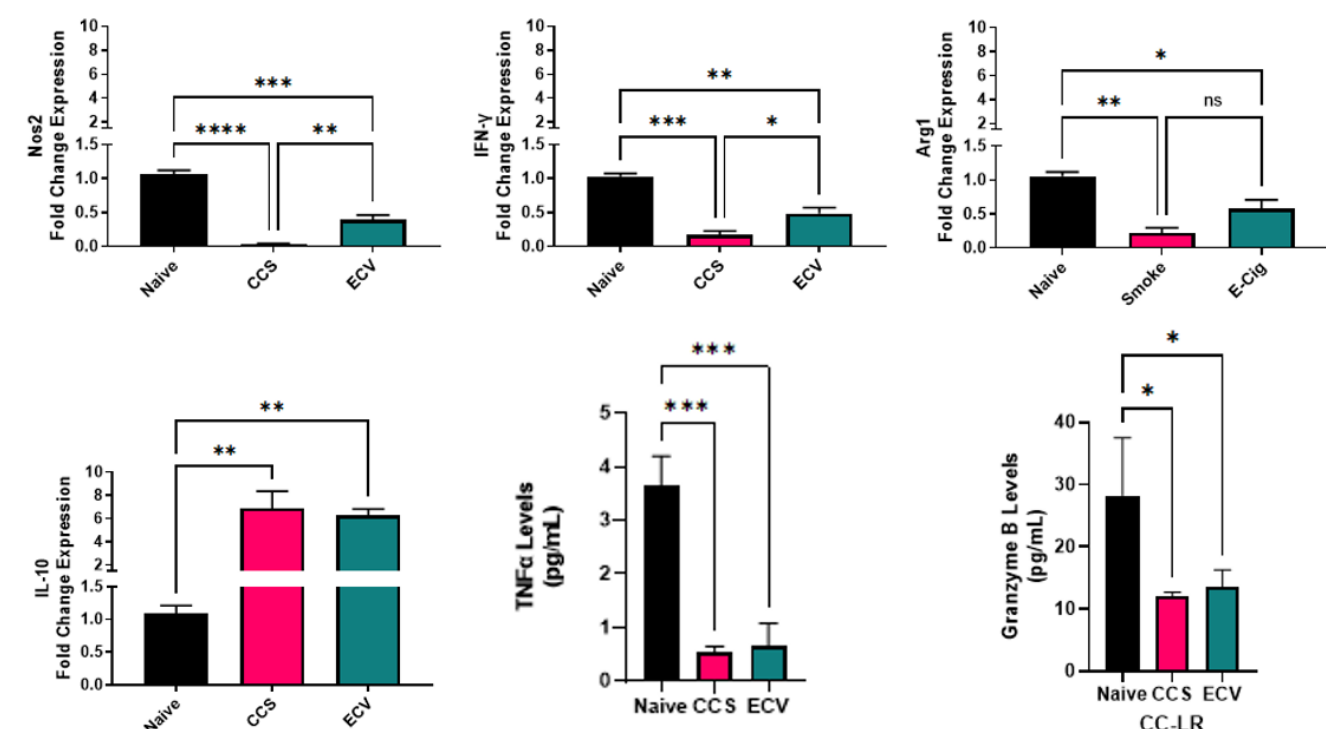 Nos2
Fold Change Expression
10
8
6
4
2
1.5
1.0
0.5
0.0
***
****
**
Naive
CCS
ECV
IFN-γ
Fold Change Expression
10
8
6
4
2
1.5
1.0
0.5
0.0
**
***
*
Naive
CCS
ECV
Arg1
Fold Change Expression
10
8
6
4
2
1.5
1.0
0.5
0.0
*
**
ns
Naive
Smoke
E-Cig
IL-10
Fold Change Expression
10
8
6
4
2
1.5
1.0
0.5
0.0
**
**
Naive
CCS
ECV
TNFα Levels
(pg/mL)
5
4
3
2
1
0
***
***
Naive CCS ECV
Granzyme B Levels
(pg/mL)
40
30
20
10
0
*
*
Naive CCS ECV
CC-LR